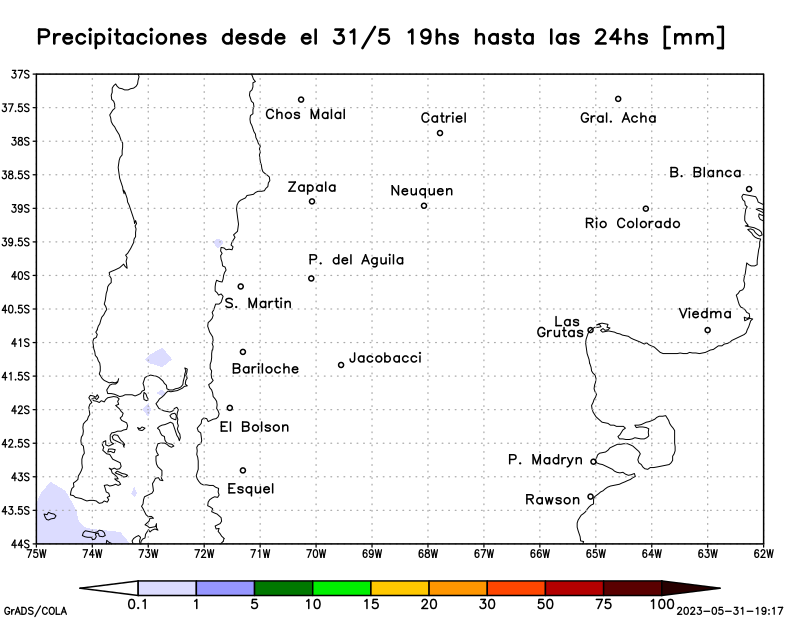 Precipitaciones desde el 31/5 19hs hasta las 24hs [mm]
37S
37.5S
38S
38.5S
39S
39.5S
40S
40.5S
41S
41.5S
42S
42.5S
43S
43.5S
44S
Chos Malal
Catriel
Gral. Acha
B. Blanca
Zapala
Neuquen
Rio Colorado
P. del Aguila
S. Martin
Las
Grutas
Viedma
Bariloche
Jacobacci
El Bolson
P. Madryn
Esquel
Rawson
75W 74W 73W 72W 71W 70W 69W 68W 67W 66W 65W 64W 63W 62W
0.1 1 5 10 15 20 30 50 75 100
GrADS/COLA
2023-05-31-19:17